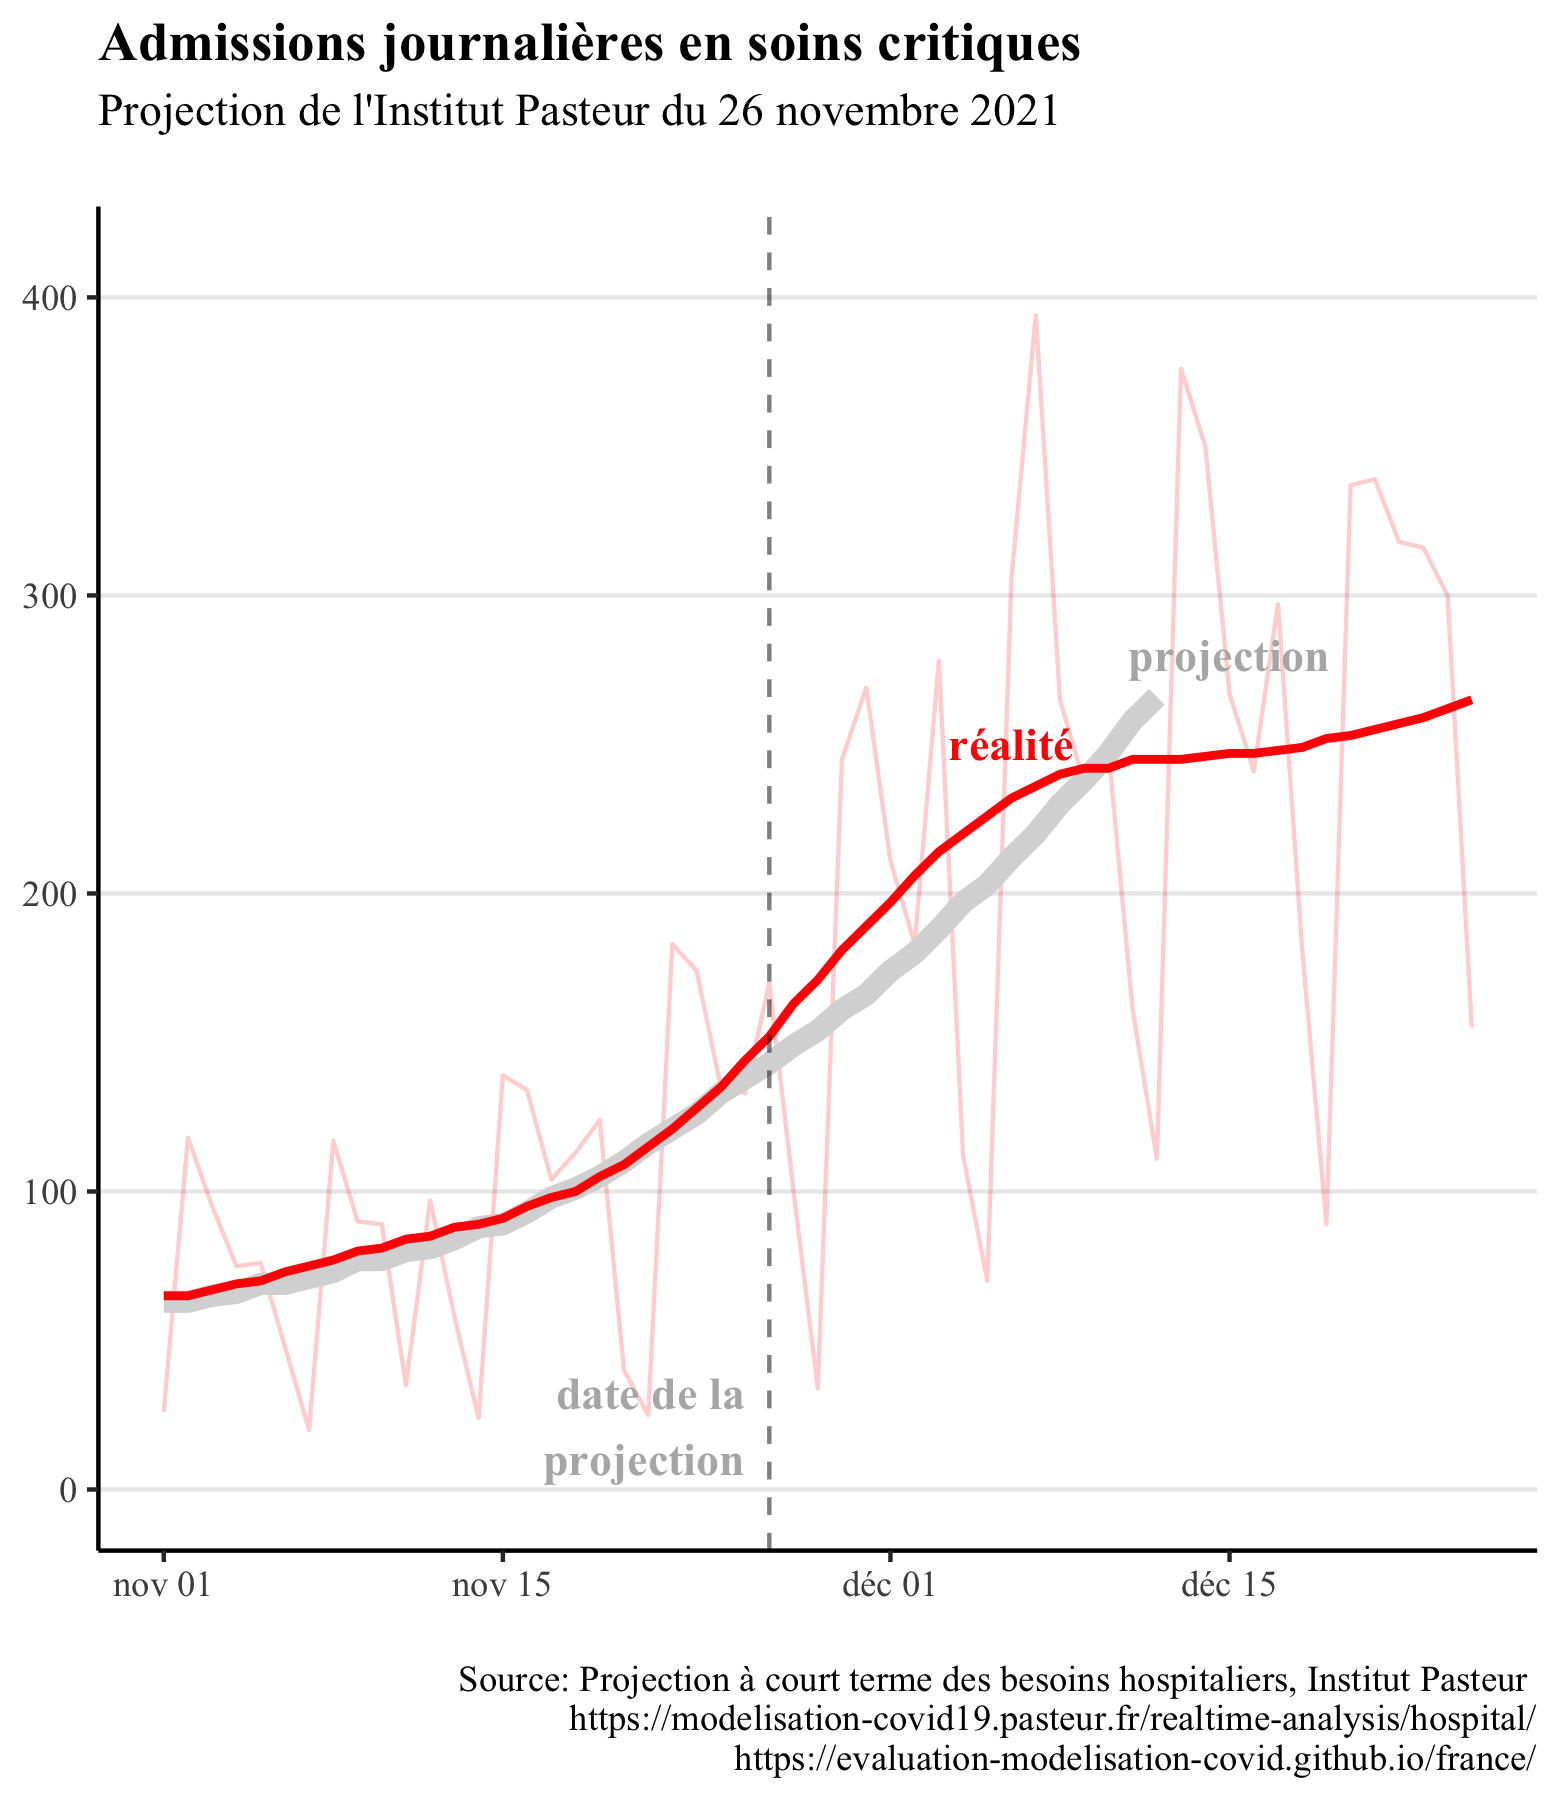 Admissions journalières en soins critiques
Projection de l'Institut Pasteur du 26 novembre 2021
400
300
projection
réalité
200
100
date de la
projection
0
nov 01
nov 15
déc 01
déc 15
Source: Projection à court terme des besoins hospitaliers, Institut Pasteur
https://modelisation-covid19.pasteur.fr/realtime-analysis/hospital/
https://evaluation-modelisation-covid.github.io/france/